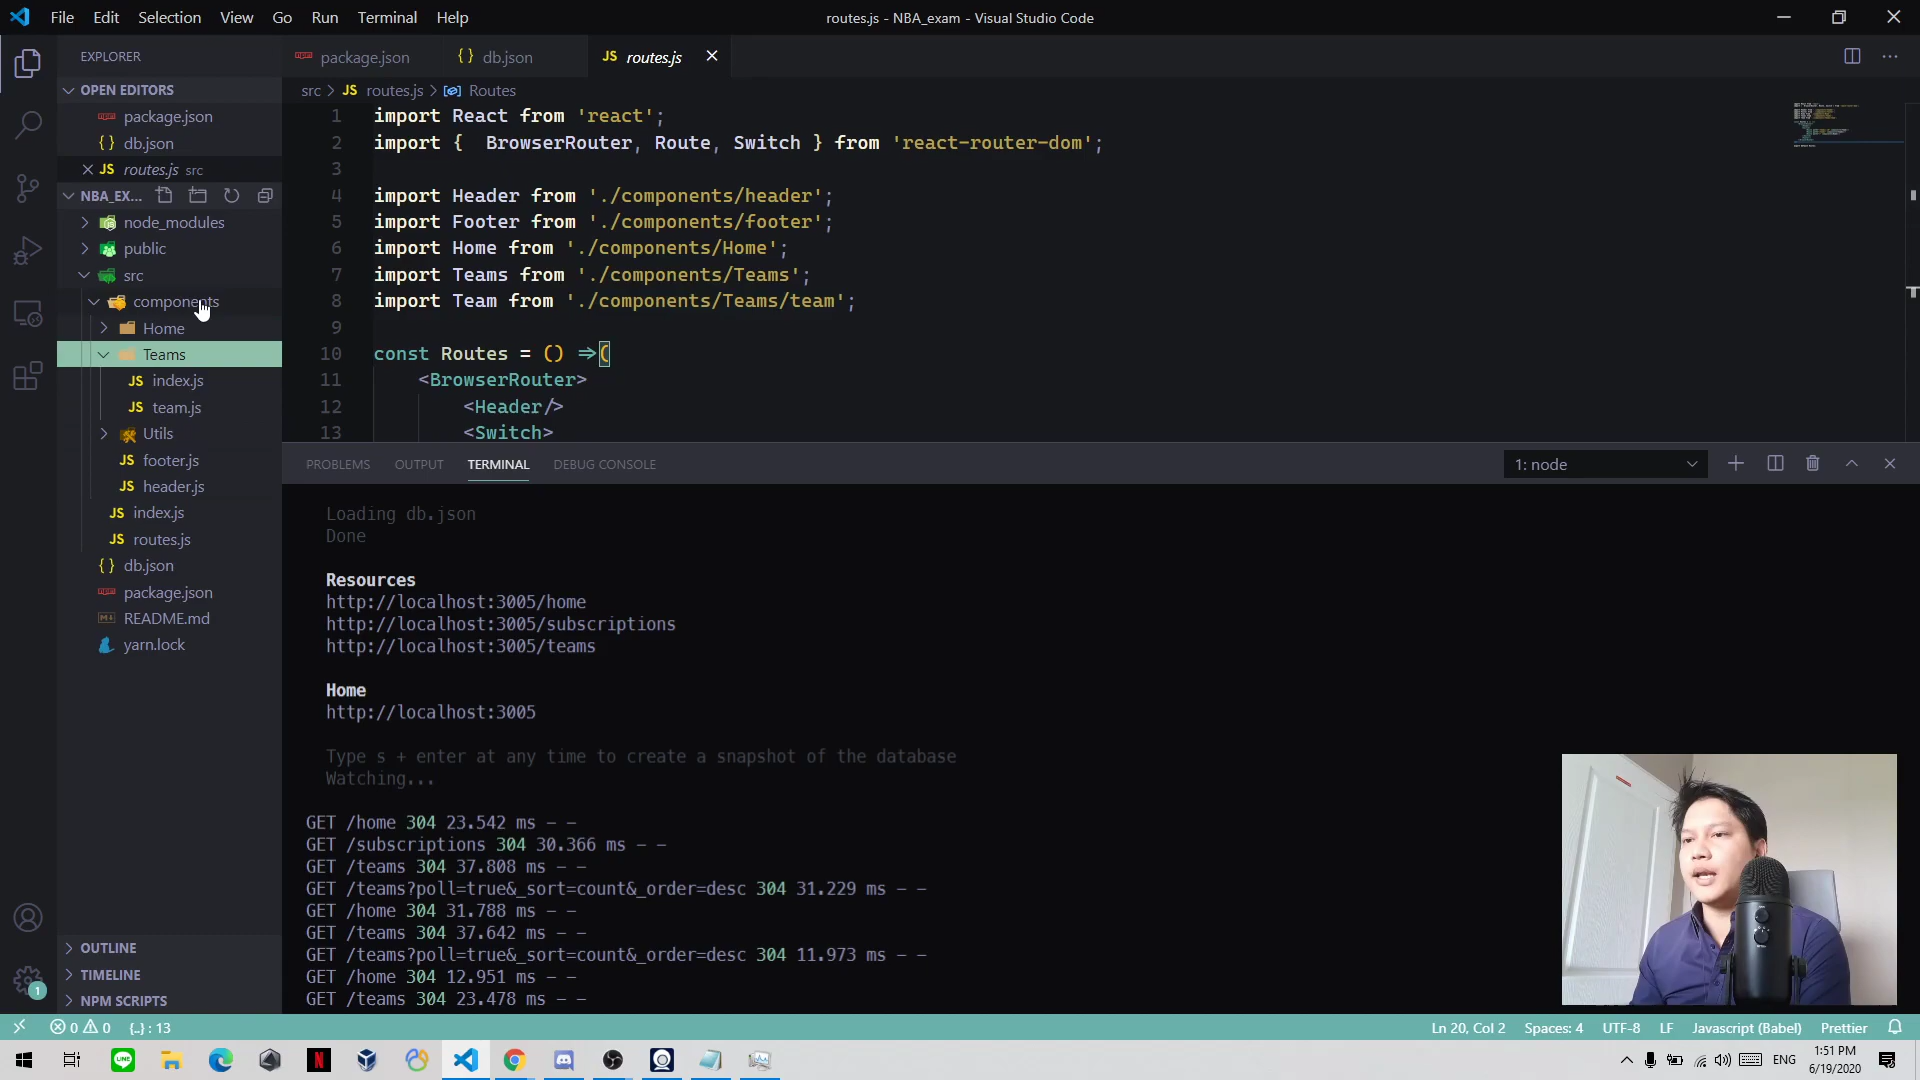 File Edit Selection View Go Run Terminal Help
routes.js - NBA_exam - Visual Studio Code
EXPLORER
OPEN EDITORS
package.json
{} db.json
JS routes.js src
NBA_EX...
node_modules
public
src
components
Home
Teams
JS index.js
JS team.js
Utils
JS footer.js
JS header.js
JS index.js
JS routes.js
{} db.json
package.json
README.md
yarn.lock
OUTLINE
TIMELINE
NPM SCRIPTS
package.json {} db.json JS routes.js
src > JS routes.js > Routes
1 import React from 'react';
2 import {  BrowserRouter, Route, Switch } from 'react-router-dom';
3
4 import Header from './components/header';
5 import Footer from './components/footer';
6 import Home from './components/Home';
7 import Teams from './components/Teams';
8 import Team from './components/Teams/team';
9
10 const Routes = () =>(
11 <BrowserRouter>
12 <Header/>
13 <Switch>
PROBLEMS OUTPUT TERMINAL DEBUG CONSOLE
1: node
Loading db.json
Done
Resources
http://localhost:3005/home
http://localhost:3005/subscriptions
http://localhost:3005/teams
Home
http://localhost:3005
Type s + enter at any time to create a snapshot of the database
Watching...
GET /home 304 23.542 ms - -
GET /subscriptions 304 30.366 ms - -
GET /teams 304 37.808 ms - -
GET /teams?poll=true&_sort=count&_order=desc 304 31.229 ms - -
GET /home 304 31.788 ms - -
GET /teams 304 37.642 ms - -
GET /teams?poll=true&_sort=count&_order=desc 304 11.973 ms - -
GET /home 304 12.951 ms - -
GET /teams 304 23.478 ms - -
1
0 0 {..} : 13
Ln 20, Col 2 Spaces: 4 UTF-8 LF Javascript (Babel) Prettier
LINE
N
ENG
1:51 PM
6/19/2020